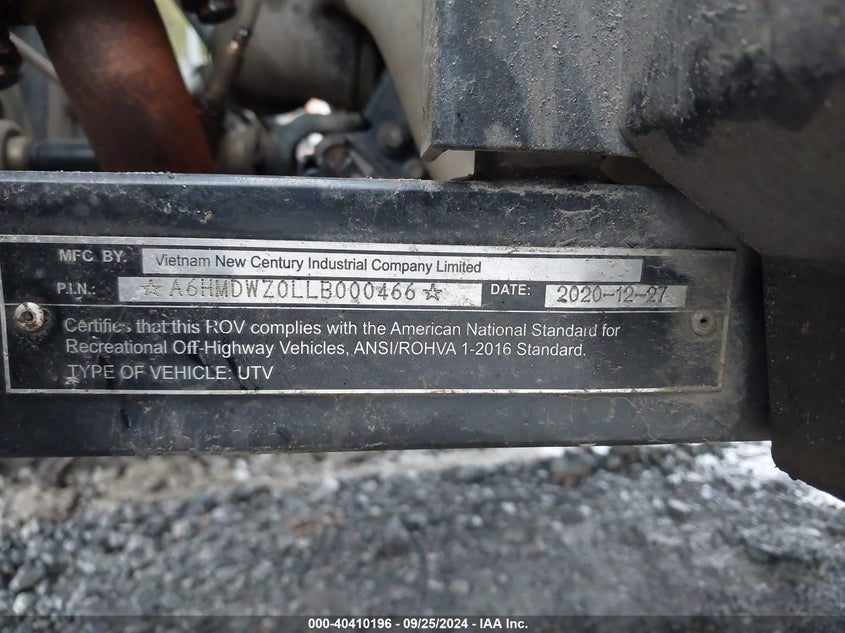 MFG BY: Vietnam New Century Industrial Company Limited
P.I.N.: ☆ A6HMDWZ0LLB000466 ☆ DATE: 2020-12-27
Certifies that this ROV complies with the American National Standard for
Recreational Off-Highway Vehicles, ANSI/ROHVA 1-2016 Standard.
TYPE OF VEHICLE: UTV
000-40410196 - 09/25/2024 - IAA Inc.